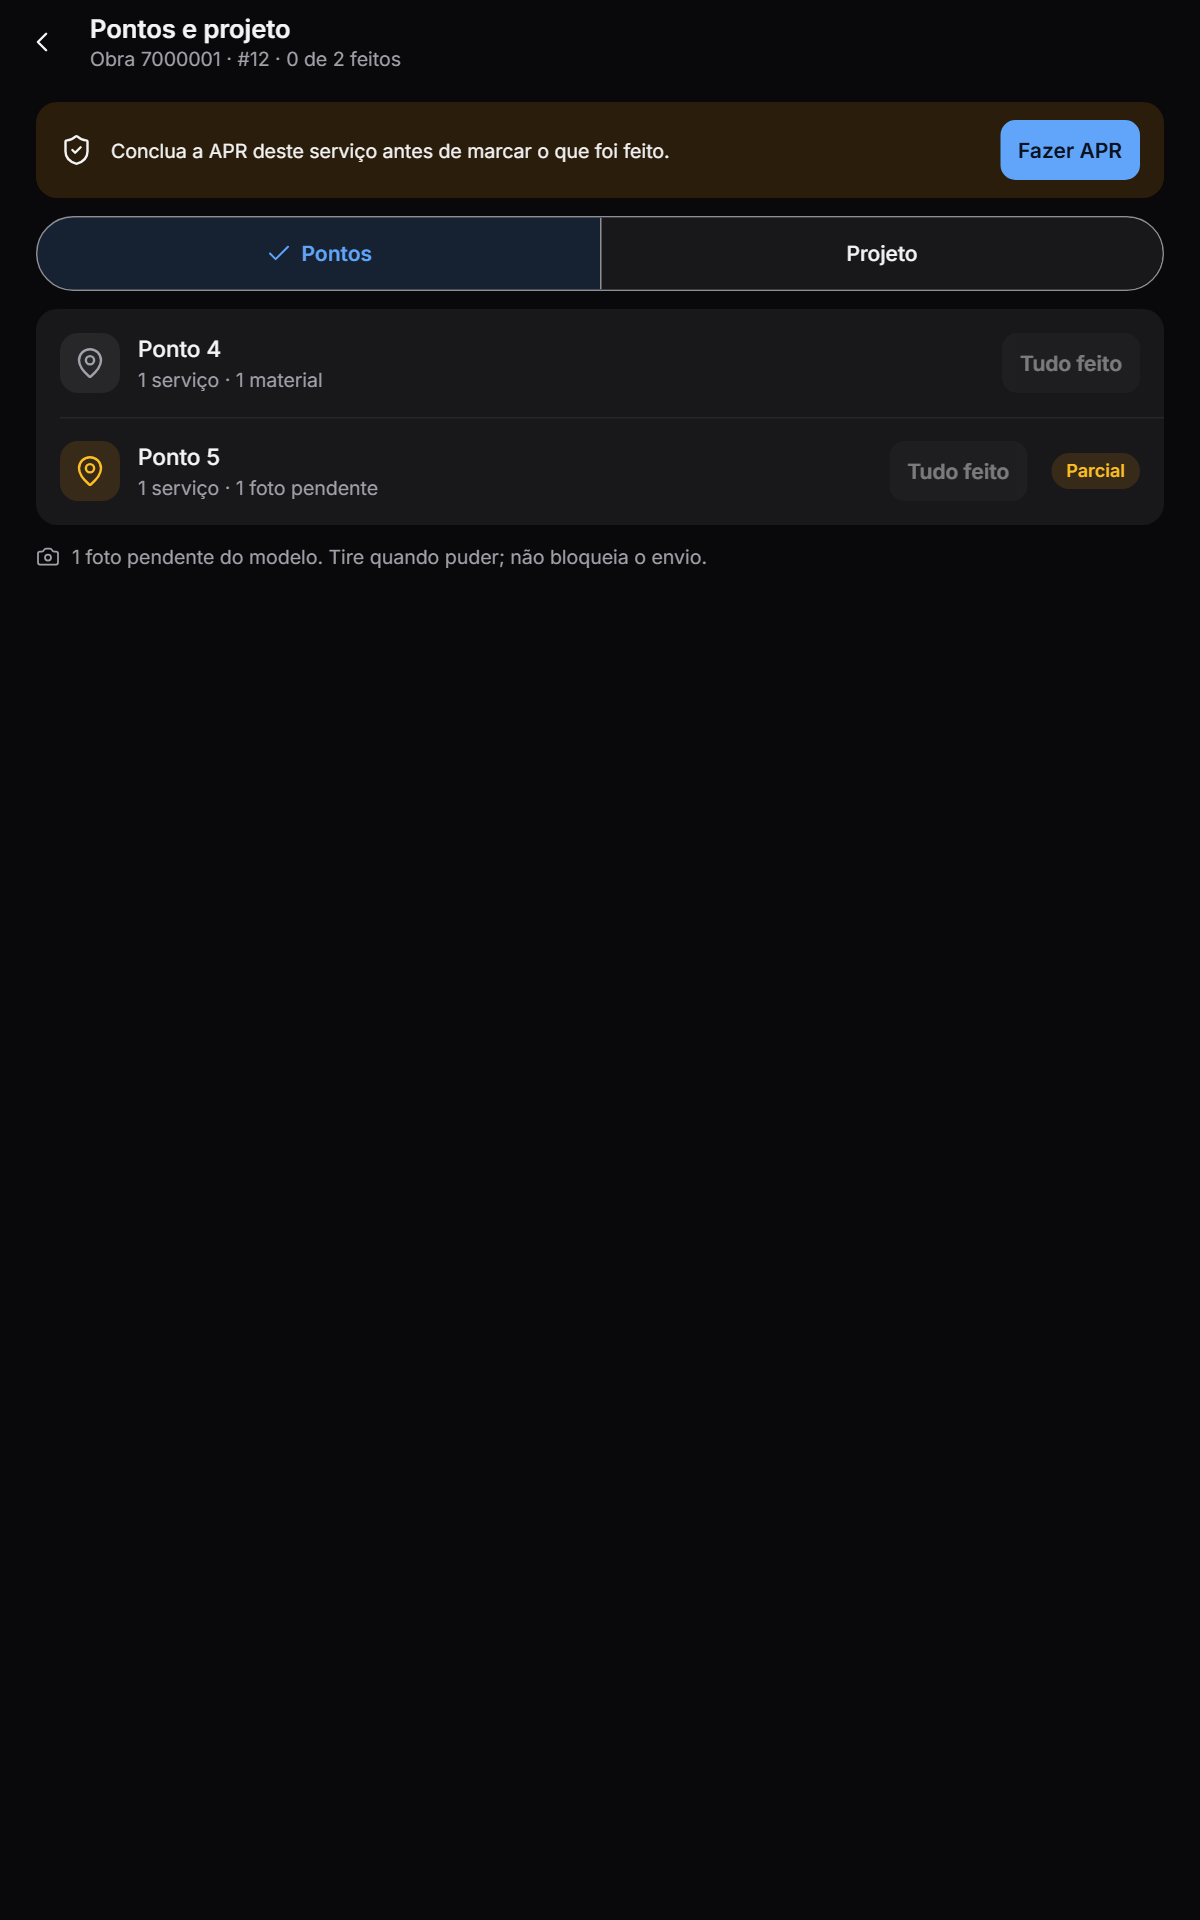 Pontos e projeto
Obra 7000001 · #12 · 0 de 2 feitos
Conclua a APR deste serviço antes de marcar o que foi feito.
Fazer APR
Pontos
Projeto
Ponto 4
1 serviço · 1 material
Tudo feito
Ponto 5
1 serviço · 1 foto pendente
Tudo feito
Parcial
1 foto pendente do modelo. Tire quando puder; não bloqueia o envio.